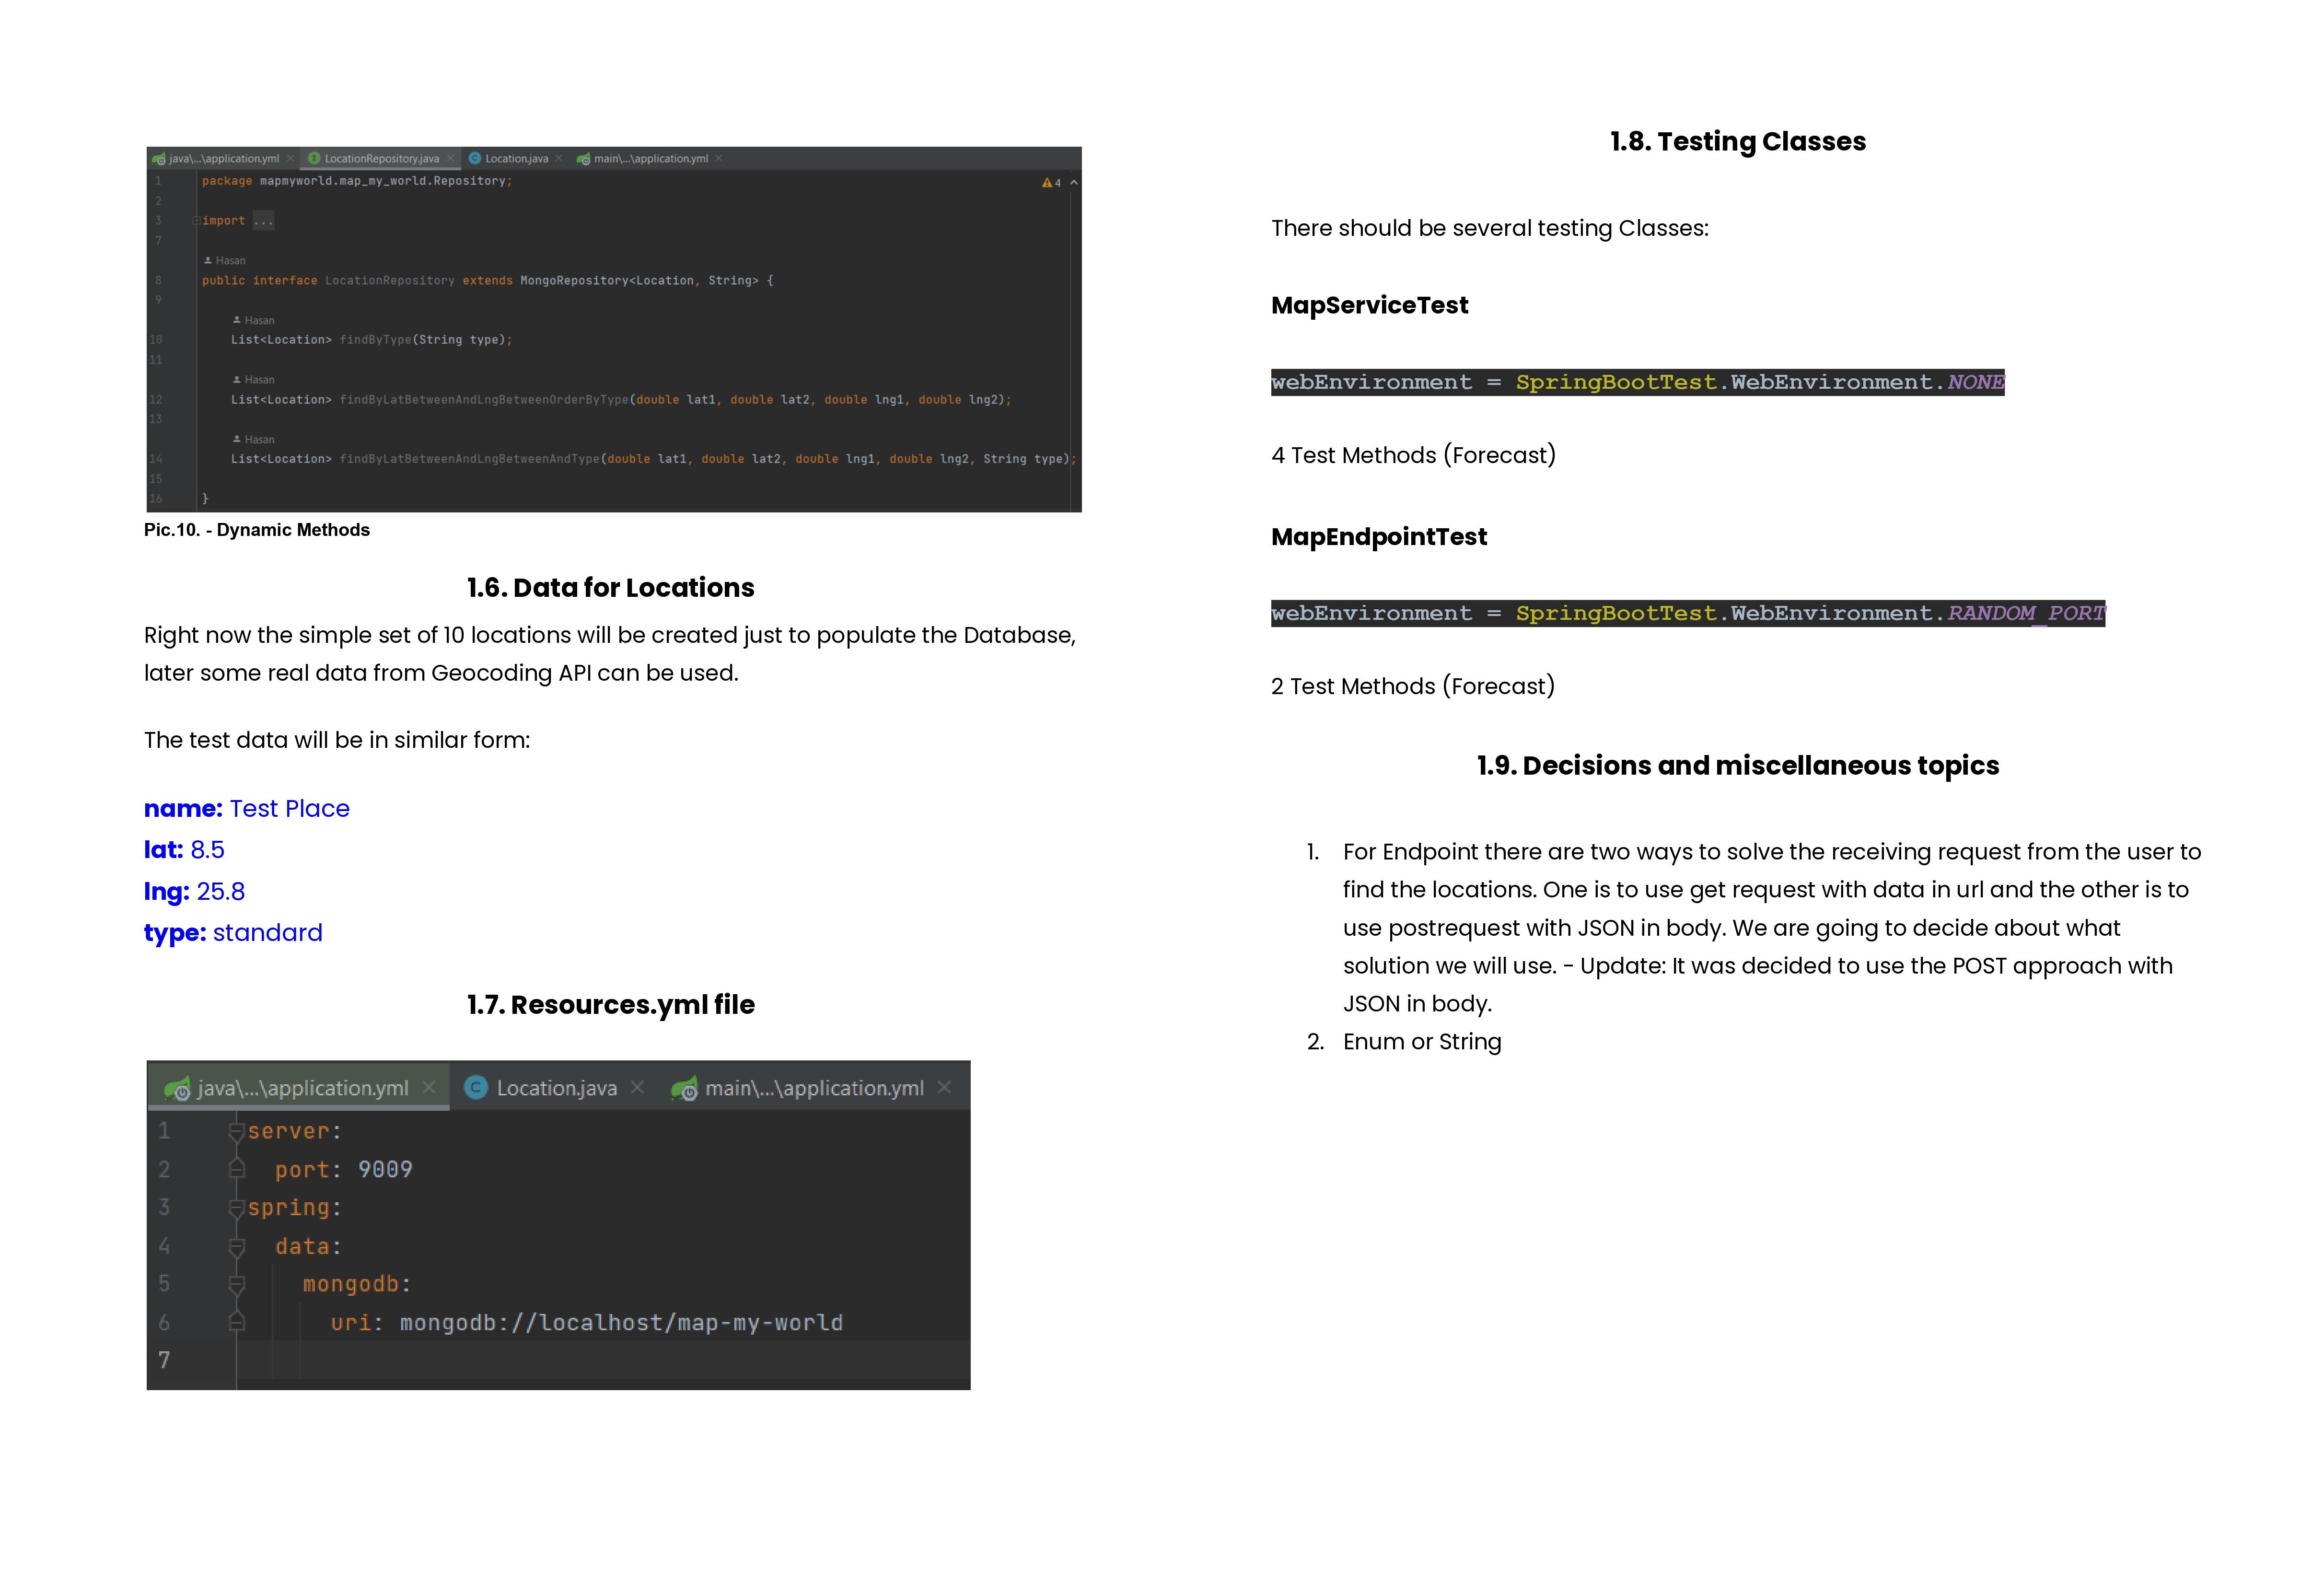 java\...\application.yml LocationRepository.java Location.java main\...\application.yml
1 package mapmyworld.map_my_world.Repository; 4
2
3 import ...
7
Hasan
8 public interface LocationRepository extends MongoRepository<Location, String> {
9
Hasan
10 List<Location> findByType(String type);
11
Hasan
12 List<Location> findByLatBetweenAndLngBetweenOrderByType(double lat1, double lat2, double lng1, double lng2);
13
Hasan
14 List<Location> findByLatBetweenAndLngBetweenAndType(double lat1, double lat2, double lng1, double lng2, String type);
15
16 }
Pic.10. - Dynamic Methods
1.6. Data for Locations
Right now the simple set of 10 locations will be created just to populate the Database,
later some real data from Geocoding API can be used.
The test data will be in similar form:
name: Test Place
lat: 8.5
lng: 25.8
type: standard
1.7. Resources.yml file
java\...\application.yml Location.java main\...\application.yml
1 server:
2 port: 9009
3 spring:
4 data:
5 mongodb:
6 uri: mongodb://localhost/map-my-world
7
1.8. Testing Classes
There should be several testing Classes:
MapServiceTest
webEnvironment = SpringBootTest.WebEnvironment.NONE
4 Test Methods (Forecast)
MapEndpointTest
webEnvironment = SpringBootTest.WebEnvironment.RANDOM_PORT
2 Test Methods (Forecast)
1.9. Decisions and miscellaneous topics
1. For Endpoint there are two ways to solve the receiving request from the user to
find the locations. One is to use get request with data in url and the other is to
use postrequest with JSON in body. We are going to decide about what
solution we will use. - Update: It was decided to use the POST approach with
JSON in body.
2. Enum or String